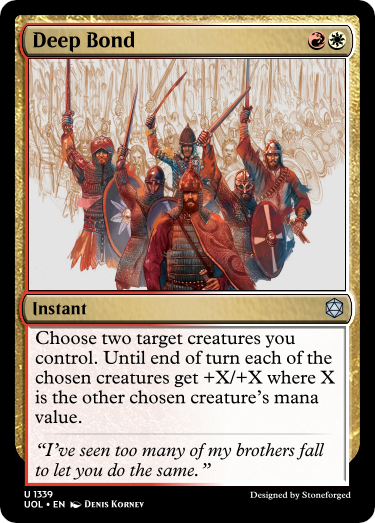 Deep Bond
Instant
Choose two target creatures you
control. Until end of turn each of the
chosen creatures get +X/+X where X
is the other chosen creature's mana
value.
“I've seen too many of my brothers fall
to let you do the same.”
U 1339
Designed by Stoneforged
UOL • EN Denis Kornev